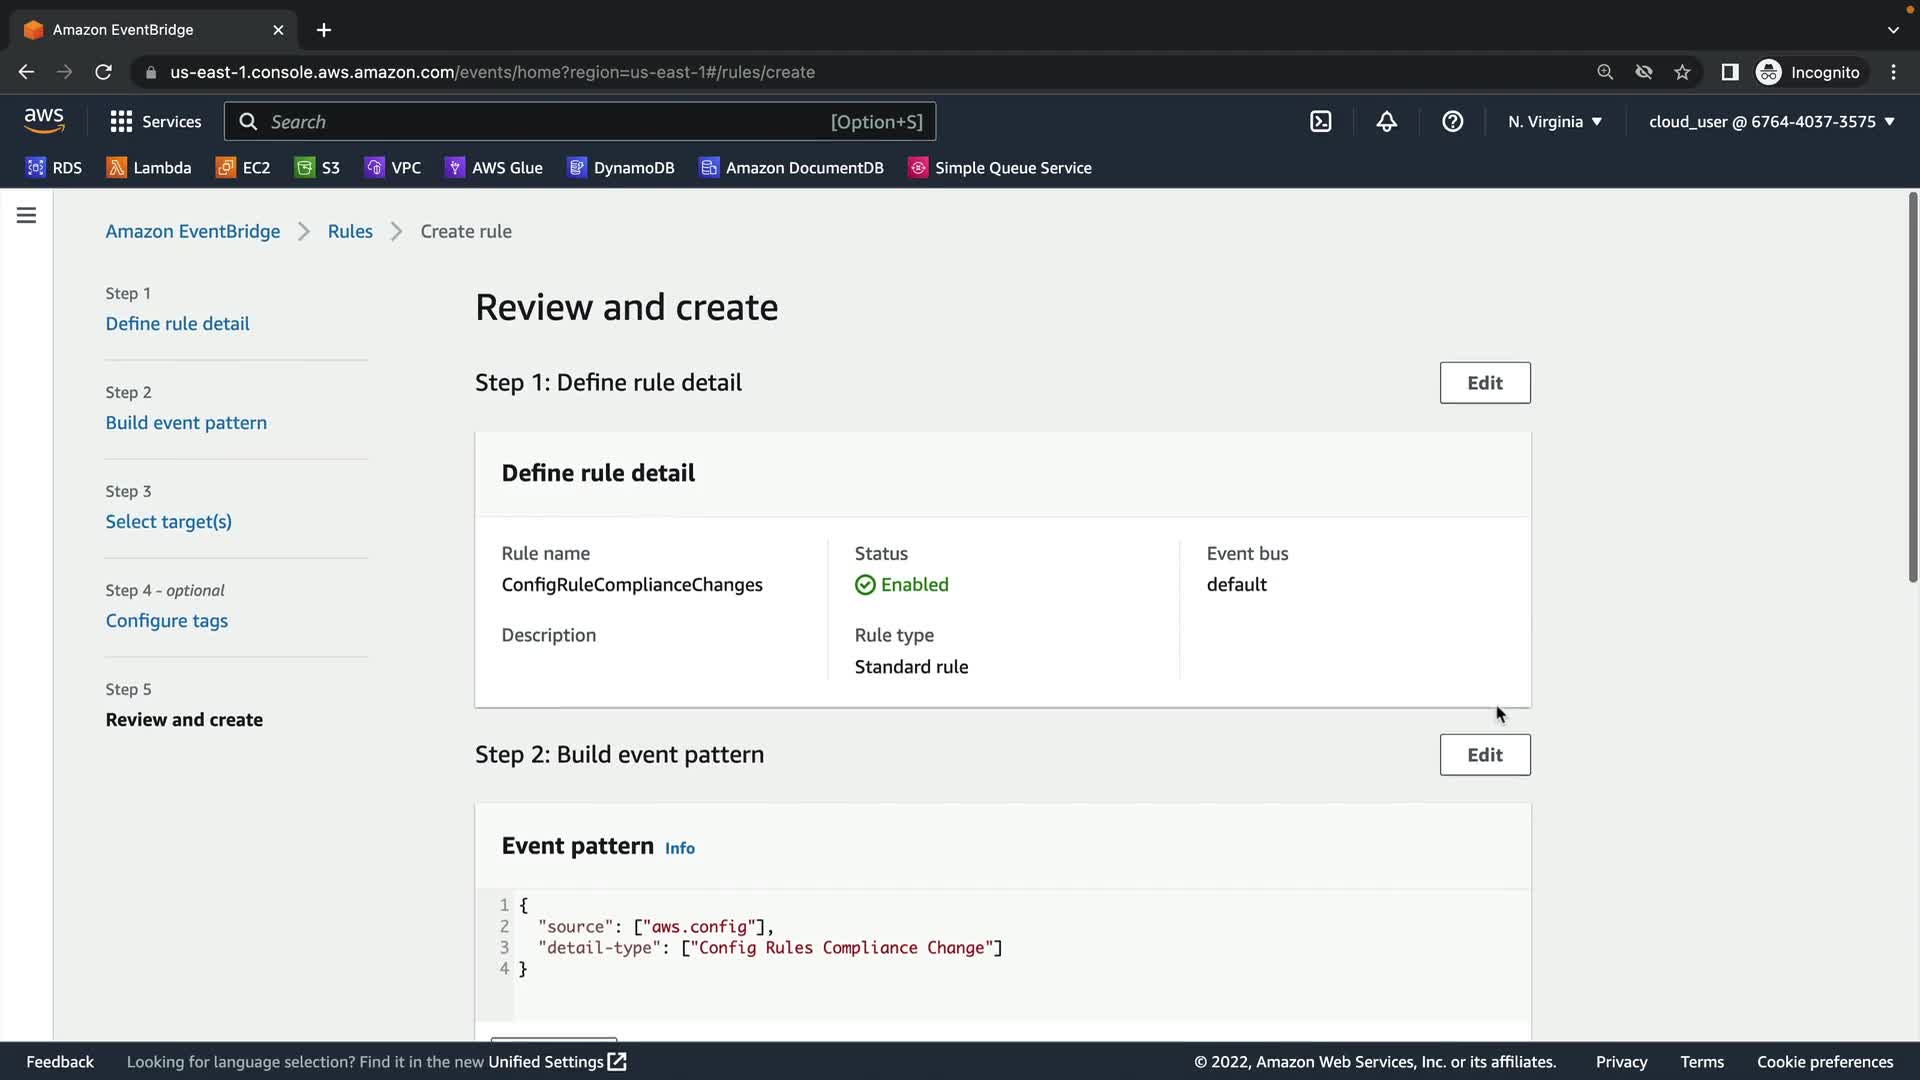 Amazon EventBridge
us-east-1.console.aws.amazon.com/events/home?region=us-east-1#/rules/create
Incognito
aws
Services
Search
[Option+S]
N. Virginia
cloud_user @ 6764-4037-3575
RDS
Lambda
EC2
S3
VPC
AWS Glue
DynamoDB
Amazon DocumentDB
Simple Queue Service
Amazon EventBridge
Rules
Create rule
Step 1
Define rule detail
Step 2
Build event pattern
Step 3
Select target(s)
Step 4 - optional
Configure tags
Step 5
Review and create
Review and create
Step 1: Define rule detail
Edit
Define rule detail
Rule name
ConfigRuleComplianceChanges
Description
Status
Enabled
Rule type
Standard rule
Event bus
default
Step 2: Build event pattern
Edit
Event pattern Info
1 {
2 "source": ["aws.config"],
3 "detail-type": ["Config Rules Compliance Change"]
4 }
Feedback
Looking for language selection? Find it in the new Unified Settings
© 2022, Amazon Web Services, Inc. or its affiliates.
Privacy
Terms
Cookie preferences